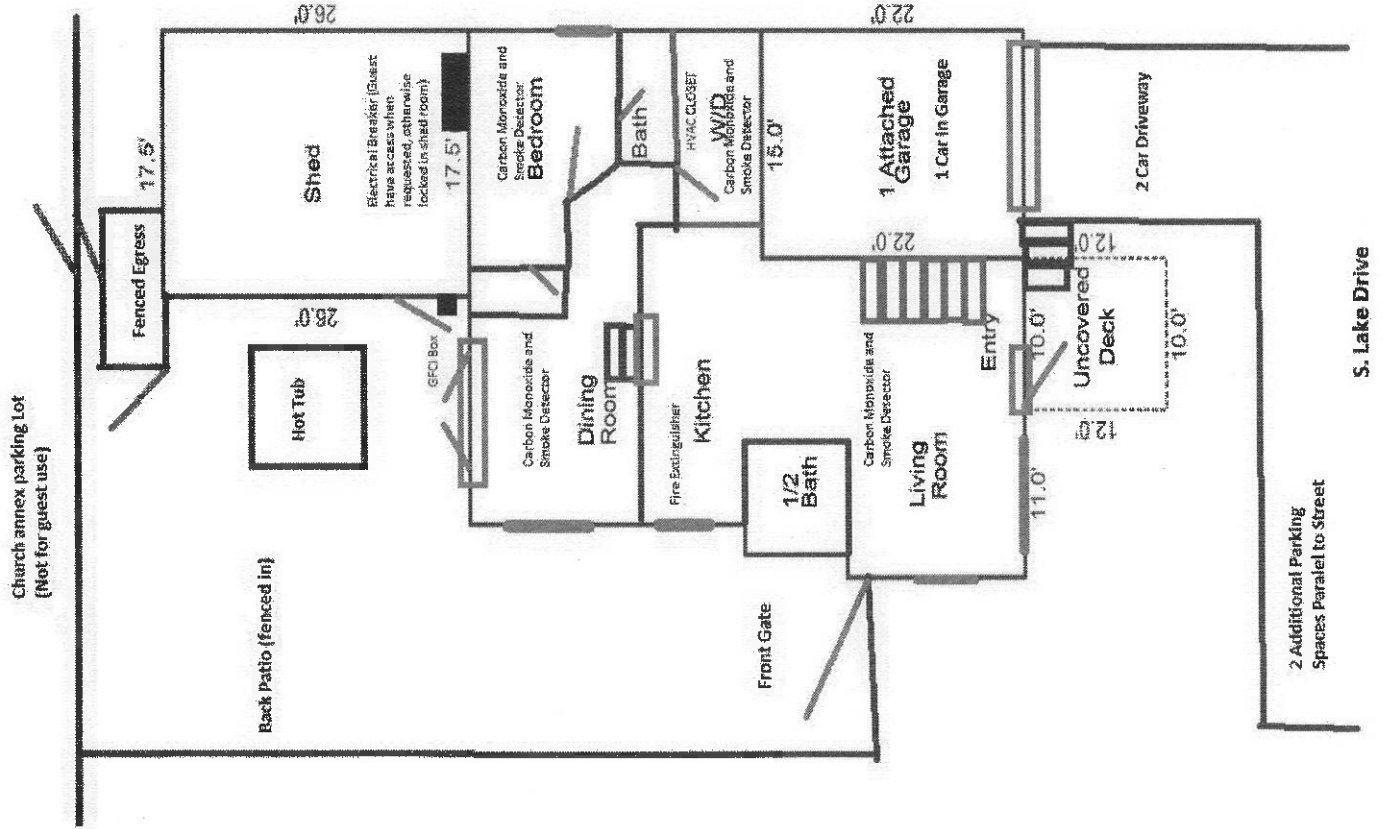 Church annex parking Lot
(Not for guest use)
Fenced Egress
17.5'
26.0'
Shed
Electrical Breaker (Guest
have access when
requested, otherwise
locked in shed room)
17.5'
26.0'
Hot Tub
GFCI Box
Back Patio (fenced in)
Carbon Monoxide and
Smoke Detector
Bedroom
Bath
HVAC CLOSET
W/D
Carbon Monoxide and
Smoke Detector
15.0'
22.0'
Carbon Monoxide and
Smoke Detector
Dining
Room
Fire Extinguisher
Kitchen
1/2
Bath
Carbon Monoxide and
Smoke Detector
Living
Room
Entry
22.0'
1 Attached
Garage
1 Car in Garage
Front Gate
11.0'
10.0'
Uncovered
Deck
12.0'
12.0'
10.0'
2 Car Driveway
2 Additional Parking
Spaces Paralel to Street
S. Lake Drive